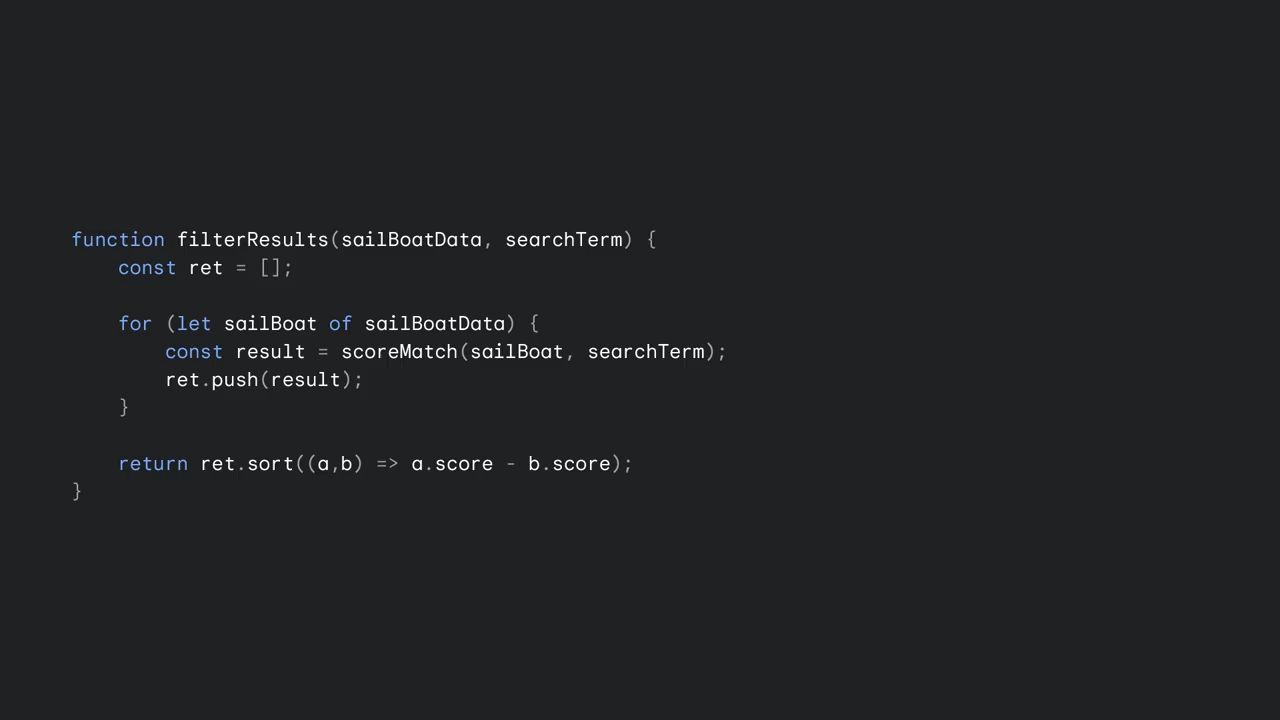 function filterResults(sailBoatData, searchTerm) {
    const ret = [];
    for (let sailBoat of sailBoatData) {
        const result = scoreMatch(sailBoat, searchTerm);
        ret.push(result);
    }
    return ret.sort((a,b) => a.score - b.score);
}